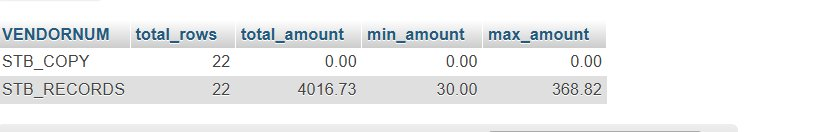 VENDORNUM total_rows total_amount min_amount max_amount
STB_COPY 22 0.00 0.00 0.00
STB_RECORDS 22 4016.73 30.00 368.82